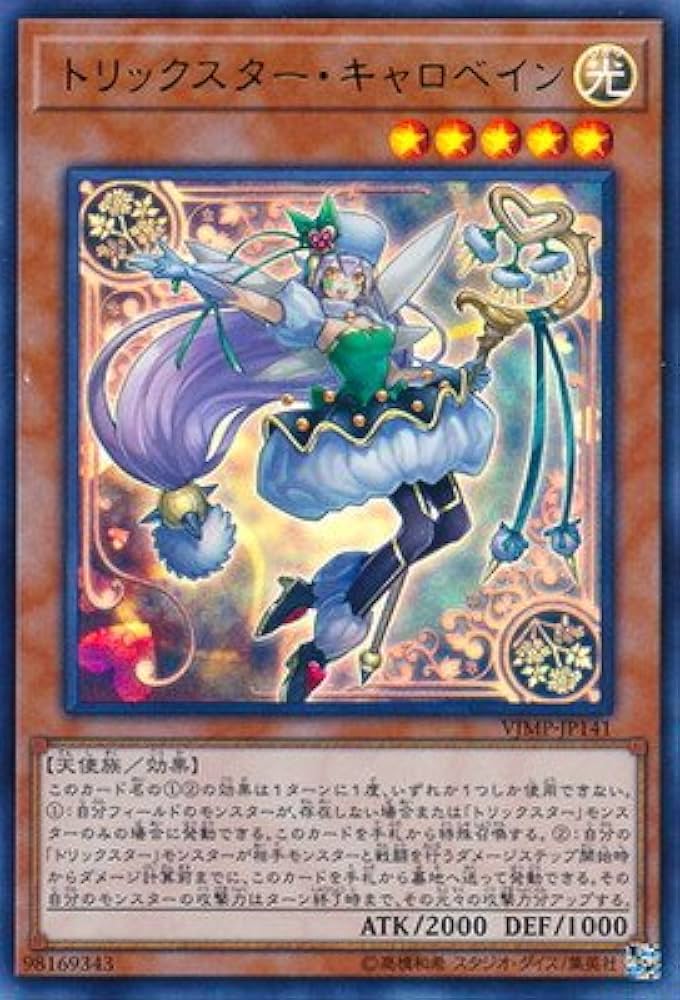 トリックスター・キャロベイン
光
VJMP-JP141
【天使族/効果】
このカード名の①②の効果は1ターンに1度、いずれか1つしか使用できない。
①:自分フィールドのモンスターが、存在しない場合または「トリックスター」モンス
ターのみの場合に発動できる。このカードを手札から特殊召喚する。②:自分の
「トリックスター」モンスターが相手モンスターと戦闘を行うダメージステップ開始時
からダメージ計算前までに、このカードを手札から墓地へ送って発動できる。その
自分のモンスターの攻撃力はターン終了時まで、その元々の攻撃力分アップする。
ATK/2000 DEF/1000
98169343
©高橋和希 スタジオ・ダイス/集英社